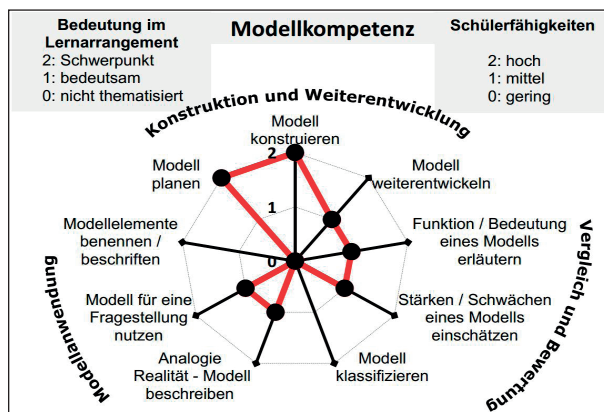 Bedeutung im
Lernarrangement
2: Schwerpunkt
1: bedeutsam
0: nicht thematisiert
Modellkompetenz
Schülerfähigkeiten
2: hoch
1: mittel
0: gering
Konstruktion und Weiterentwicklung
Modell
konstruieren
2
1
0
Modell
weiterentwickeln
Funktion / Bedeutung
eines Modells
erläutern
Stärken / Schwächen
eines Modells
einschätzen
Modell
klassifizieren
Analogie
Realität - Modell
beschreiben
Modell für eine
Fragestellung
nutzen
Modellelemente
benennen /
beschriften
Modell
planen
Vergleich und Bewertung
Modellanwendung